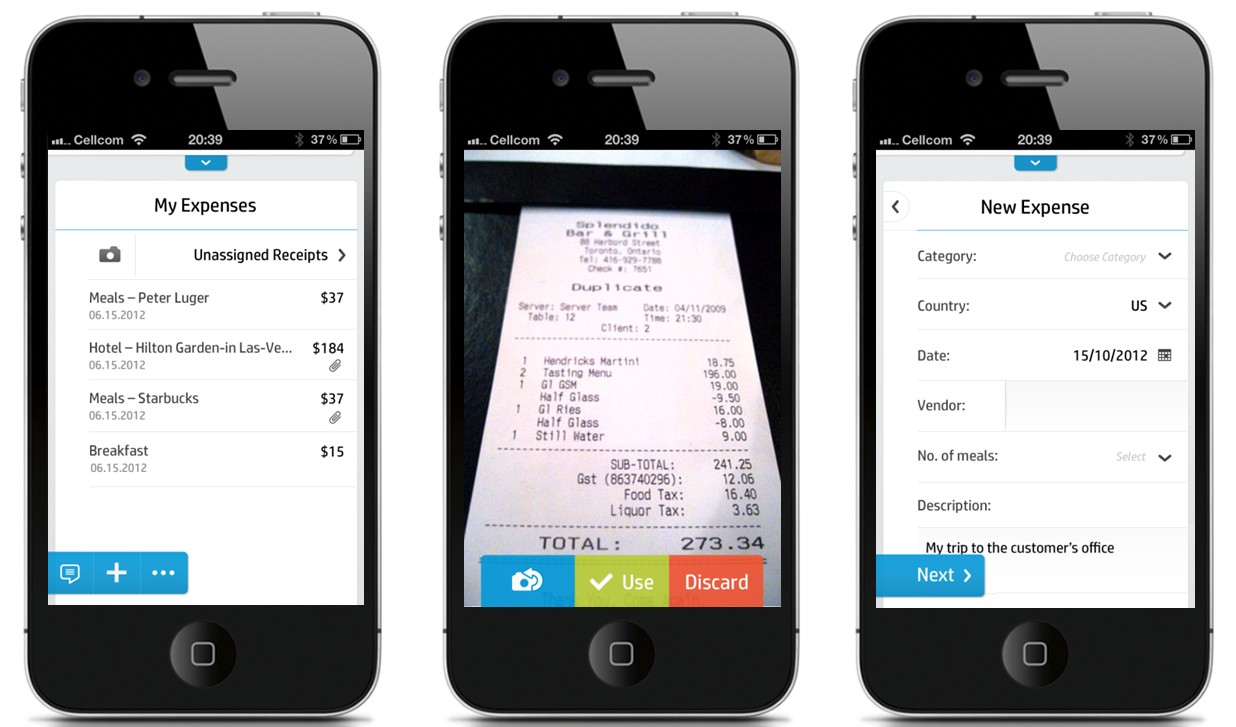 Cellcom 20:39 37%
My Expenses
Unassigned Receipts
Meals – Peter Luger $37
06.15.2012
Hotel – Hilton Garden-in Las-Ve... $184
06.15.2012
Meals – Starbucks $37
06.15.2012
Breakfast $15
06.15.2012
Cellcom 20:39 37%
Splendido
Bar & Grill
88 Harbord Street
Toronto, Ontario
Tel: 416-929-7788
Check #: 7651
Duplicate
Server: Server Team Date: 04/11/2009
Table: 12 Time: 21:30
Client: 2
1 Hendricks Martini 18.75
2 Tasting Menu 196.00
1 Gl GSM 19.00
Half Glass -9.50
1 Gl Ries 16.00
Half Glass -8.00
1 Still Water 9.00
SUB-TOTAL: 241.25
Gst (863740296): 12.06
Food Tax: 16.40
Liquor Tax: 3.63
TOTAL: 273.34
Use Discard
Cellcom 20:39 37%
New Expense
Category: Choose Category
Country: US
Date: 15/10/2012
Vendor:
No. of meals: Select
Description:
My trip to the customer's office
Next